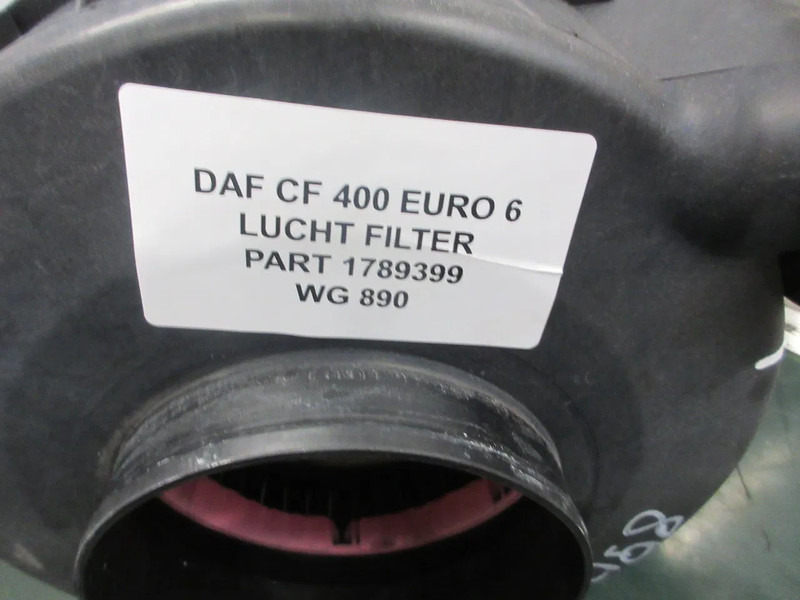 DAF CF 400 EURO 6
LUCHT FILTER
PART 1789399
WG 890